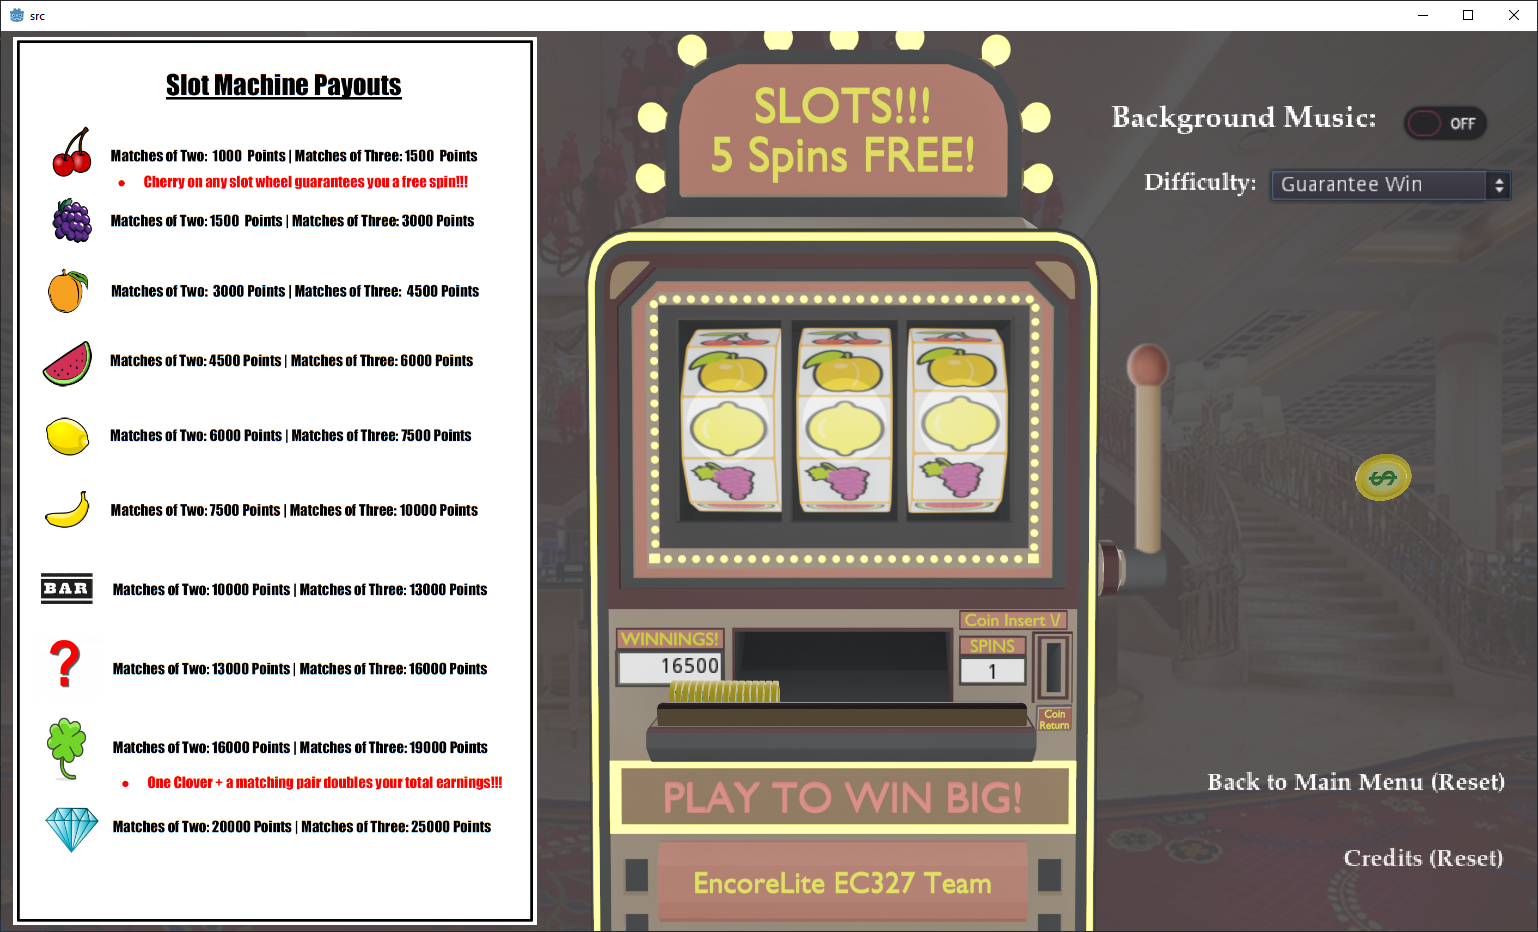 src
Slot Machine Payouts
Matches of Two: 1000 Points | Matches of Three: 1500 Points
• Cherry on any slot wheel guarantees you a free spin!!!
Matches of Two: 1500 Points | Matches of Three: 3000 Points
Matches of Two: 3000 Points | Matches of Three: 4500 Points
Matches of Two: 4500 Points | Matches of Three: 6000 Points
Matches of Two: 6000 Points | Matches of Three: 7500 Points
Matches of Two: 7500 Points | Matches of Three: 10000 Points
BAR
Matches of Two: 10000 Points | Matches of Three: 13000 Points
?
Matches of Two: 13000 Points | Matches of Three: 16000 Points
Matches of Two: 16000 Points | Matches of Three: 19000 Points
• One Clover + a matching pair doubles your total earnings!!!
Matches of Two: 20000 Points | Matches of Three: 25000 Points
SLOTS!!!
5 Spins FREE!
WINNINGS!
16500
Coin Insert V
SPINS
1
Coin
Return
PLAY TO WIN BIG!
EncoreLite EC327 Team
Background Music:
OFF
Difficulty:
Guarantee Win
$
Back to Main Menu (Reset)
Credits (Reset)